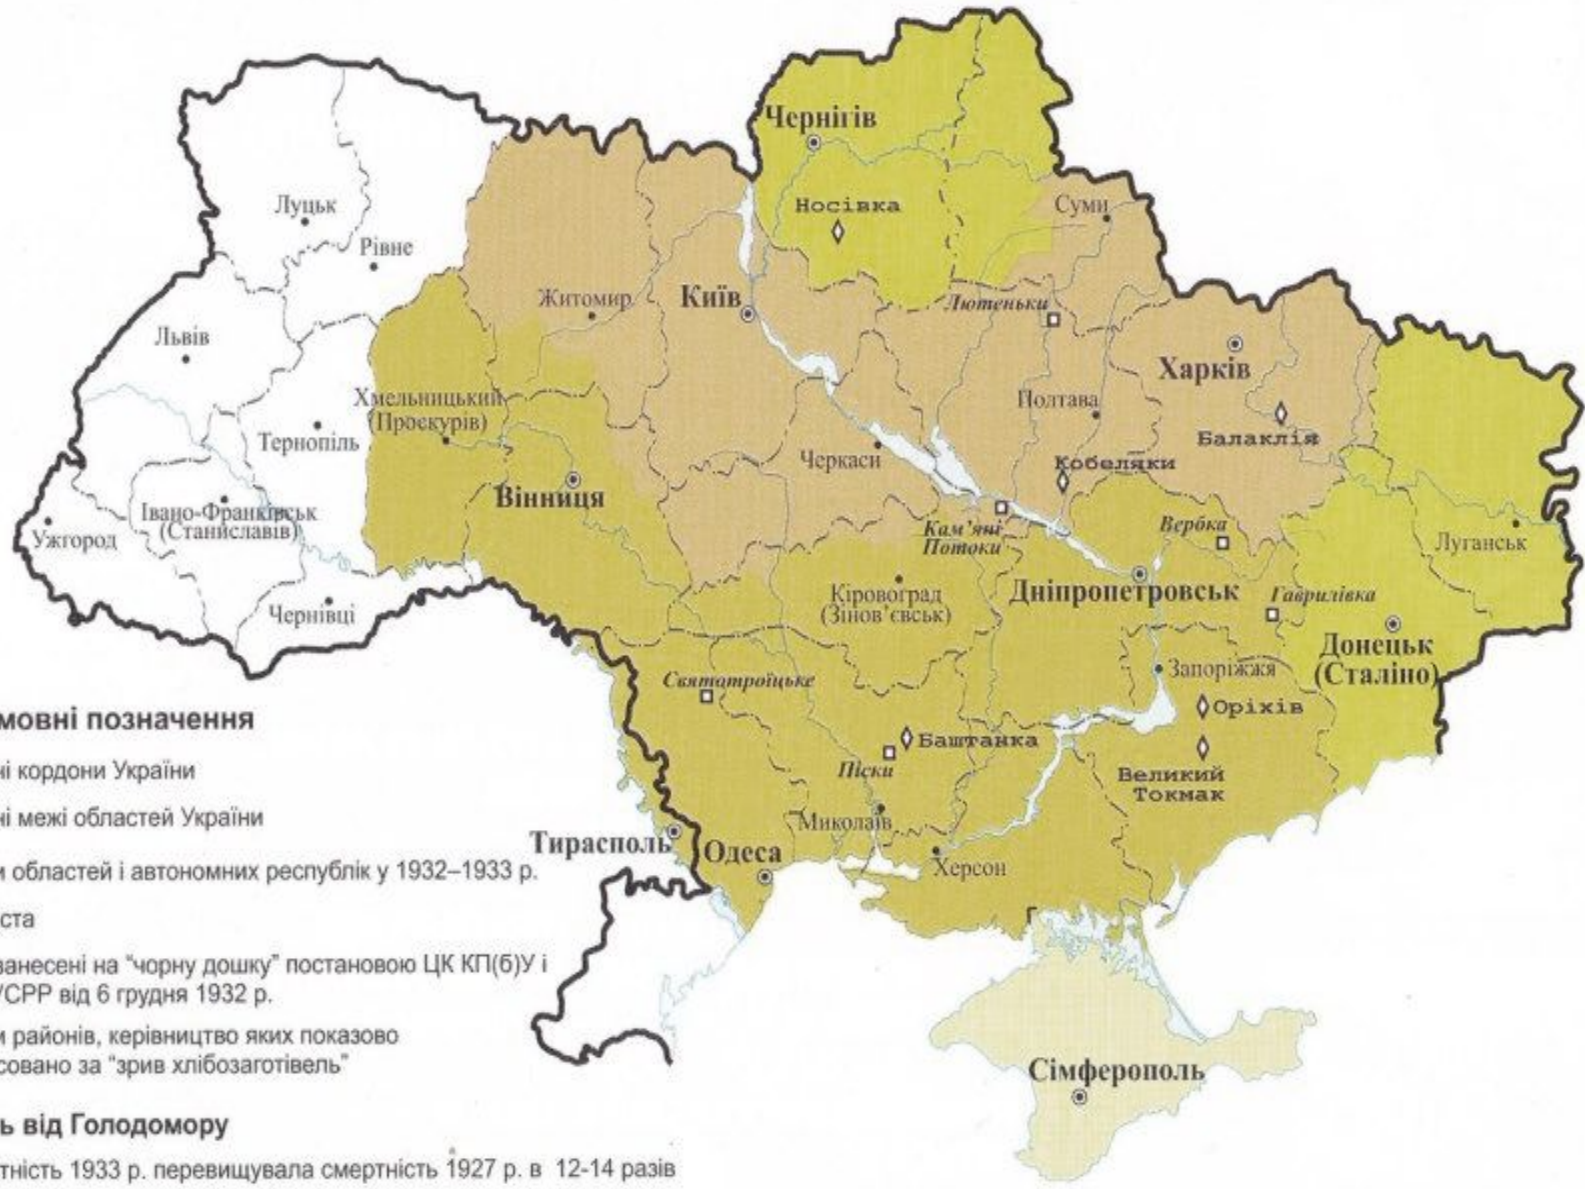 Чернігів
Носівка
Суми
Луцьк
Рівне
Житомир
Київ
Лютеньки
Львів
Харків
Хмельницький
(Проскурів)
Полтава
Тернопіль
Балаклія
Черкаси
Кобеляки
Вінниця
Івано-Франківськ
(Станиславів)
Ужгород
Кам’яні
Потоки
Вербка
Луганськ
Чернівці
Кіровоград
(Зінов’євськ)
Дніпропетровськ
Гаврилівка
Донецьк
(Сталіно)
Запоріжжя
Святотроїцьке
Оріхів
Баштанка
Піски
Великий
Токмак
Миколаїв
Тирасполь
Одеса
Херсон
Сімферополь
мовні позначення
ні кордони України
ні межі областей України
и областей і автономних республік у 1932–1933 р.
ста
занесені на “чорну дошку” постановою ЦК КП(б)У і
УСРР від 6 грудня 1932 р.
и районів, керівництво яких показово
совано за “зрив хлібозаготівель”
ь від Голодомору
тність 1933 р. перевищувала смертність 1927 р. в 12-14 разів